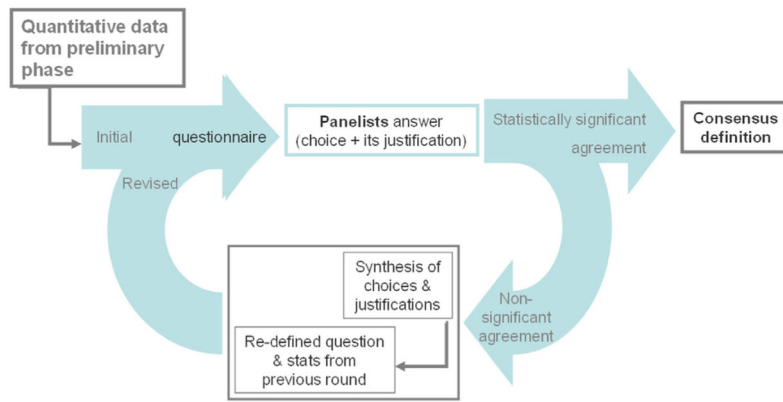 Quantitative data
from preliminary
phase
Initial questionnaire
Revised
Panelists answer
(choice + its justification)
Statistically significant
agreement
Consensus
definition
Non-
significant
agreement
Synthesis of
choices &
justifications
Re-defined question
& stats from
previous round